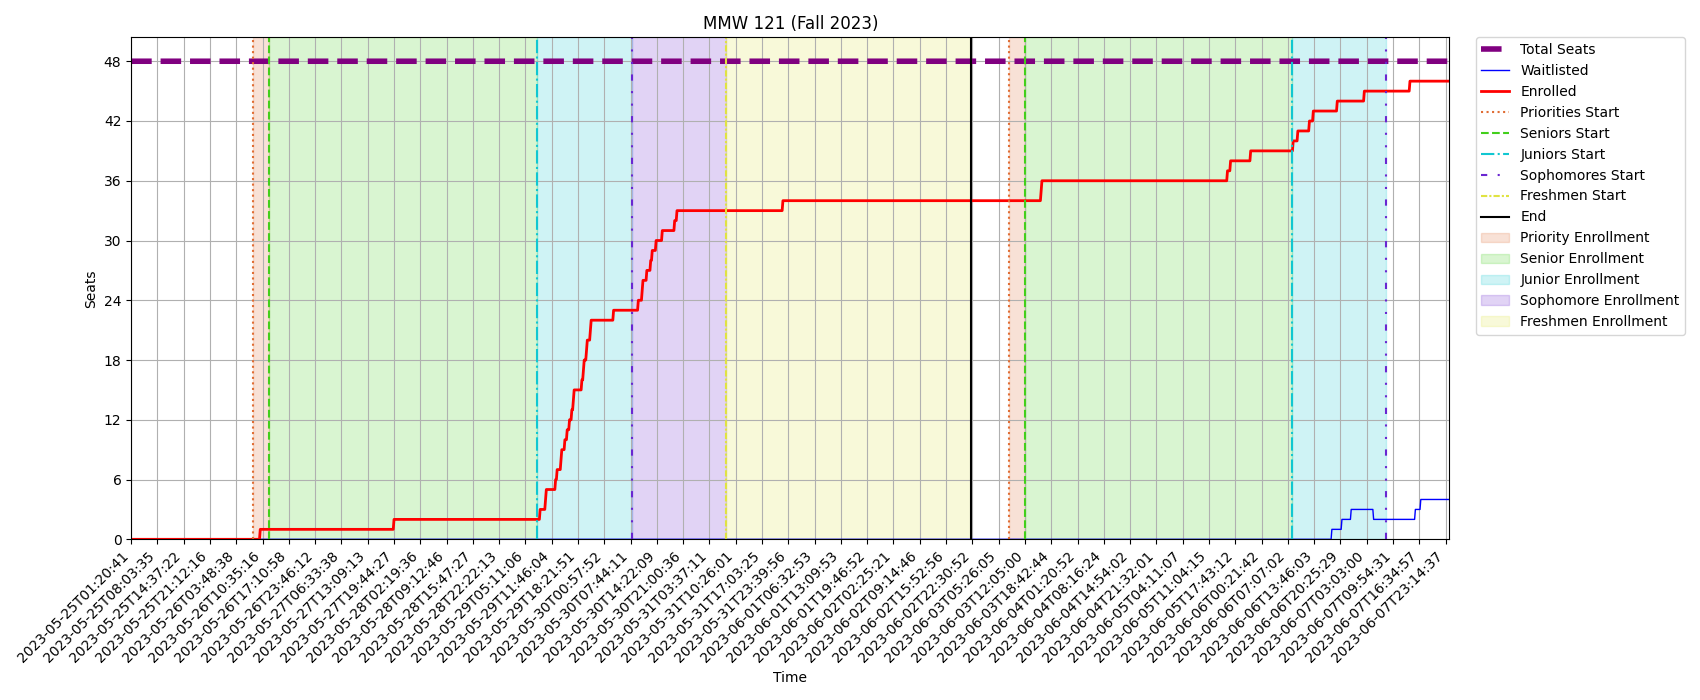 MMW 121 (Fall 2023)
Seats
48
42
36
30
24
18
12
6
0
2023-05-25T01:20:41
2023-05-25T08:03:35
2023-05-25T14:37:22
2023-05-25T21:12:16
2023-05-26T03:48:38
2023-05-26T10:35:16
2023-05-26T17:10:58
2023-05-26T23:46:12
2023-05-27T06:33:38
2023-05-27T13:09:13
2023-05-27T19:44:27
2023-05-28T02:19:36
2023-05-28T09:12:46
2023-05-28T15:47:27
2023-05-28T22:22:13
2023-05-29T05:11:06
2023-05-29T11:46:04
2023-05-29T18:21:51
2023-05-30T00:57:52
2023-05-30T07:44:11
2023-05-30T14:22:09
2023-05-30T21:00:36
2023-05-31T03:37:11
2023-05-31T10:26:01
2023-05-31T17:03:25
2023-05-31T23:39:56
2023-06-01T06:32:53
2023-06-01T13:09:53
2023-06-01T19:46:52
2023-06-02T02:25:21
2023-06-02T09:14:46
2023-06-02T15:52:56
2023-06-02T22:30:52
2023-06-03T05:26:05
2023-06-03T12:05:00
2023-06-03T18:42:44
2023-06-04T01:20:52
2023-06-04T08:16:24
2023-06-04T14:54:02
2023-06-04T21:32:01
2023-06-05T04:11:07
2023-06-05T11:04:15
2023-06-05T17:43:12
2023-06-06T00:21:42
2023-06-06T07:07:02
2023-06-06T13:46:03
2023-06-06T20:25:29
2023-06-07T03:03:00
2023-06-07T09:54:31
2023-06-07T16:34:57
2023-06-07T23:14:37
Time
Total Seats
Waitlisted
Enrolled
Priorities Start
Seniors Start
Juniors Start
Sophomores Start
Freshmen Start
End
Priority Enrollment
Senior Enrollment
Junior Enrollment
Sophomore Enrollment
Freshmen Enrollment